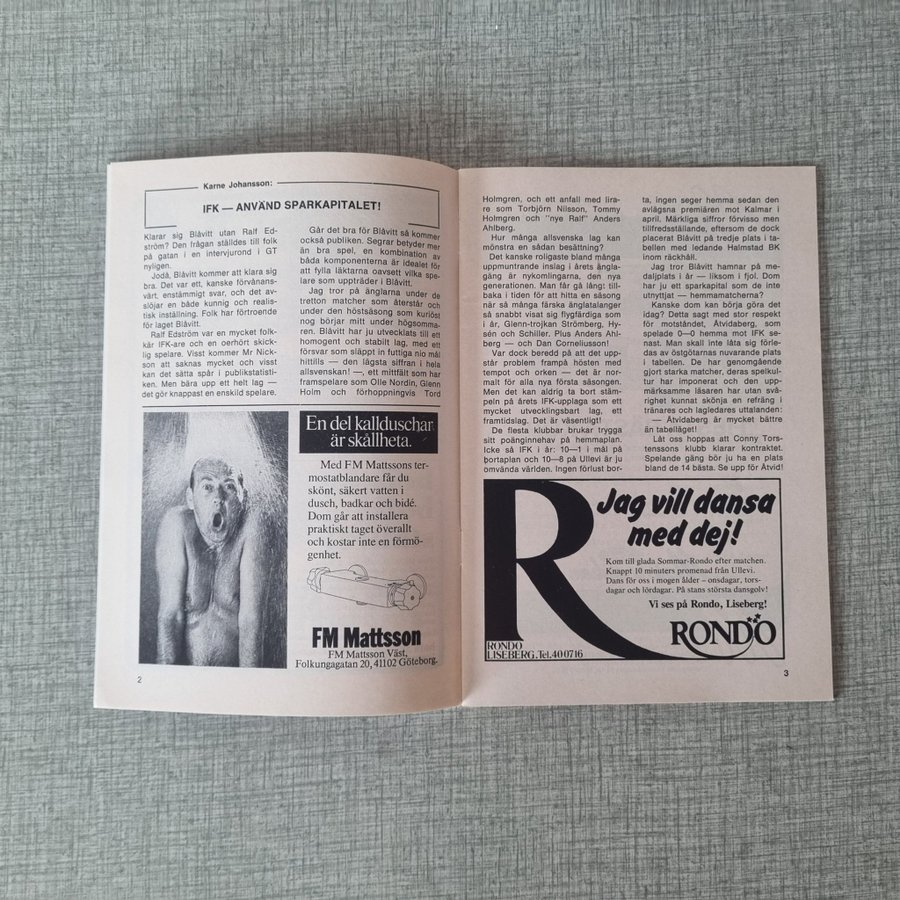 Karne Johansson:
IFK — ANVÄND SPARKAPITALET!
Klarar sig Blåvitt utan Ralf Ed-
ström? Den frågan ställdes till folk
på gatan i en intervjurond i GT
nyligen.
Jodå, Blåvitt kommer att klara sig
bra. Det var ett, kanske förvånans-
värt, enstämmigt svar, och det av-
slöjar en både kunnig och realis-
tisk inställning. Folk har förtroende
för laget Blåvitt.
Ralf Edström var en mycket folk-
kär IFK-are och en oerhört skick-
lig spelare. Visst kommer Mr Nick-
son att saknas mycket och visst
kan det sätta spår i publikstatisti-
ken. Men bära upp ett helt lag —
det gör knappast en enskild spelare.
Går det bra för Blåvitt så kommer
också publiken. Segrar betyder mer
än bra spel, en kombination av
båda komponenterna är idealet för
att fylla läktarna oavsett vilka spe-
lare som uppträder i Blåvitt.
Jag tror på änglarna under de
tretton matcher som återstår och
under den höstsäsong som kuriöst
nog börjar mitt under högsomma-
ren. Blåvitt har ju utvecklats till ett
homogent och stabilt lag, med ett
försvar som släppt in futtiga nio mål
hittills — den lägsta siffran i hela
allsvenskan! —, ett mittfält som har
framspelare som Olle Nordin, Glenn
Holm och förhoppningvis Tord
En del kallduschar
är skållheta.
Med FM Mattssons ter-
mostatblandare får du
skönt, säkert vatten i
dusch, badkar och bidé.
Dom går att installera
praktiskt taget överallt
och kostar inte en förmö-
genhet.
FM Mattsson
FM Mattsson Väst,
Folkungagatan 20, 41102 Göteborg.
2
Holmgren, och ett anfall med lira-
re som Torbjörn Nilsson, Tommy
Holmgren och "nye Ralf" Anders
Ahlberg.
Hur många allsvenska lag kan
mönstra en sådan besättning?
Det kanske roligaste bland många
uppmuntrande inslag i årets ängla-
gäng är nykomlingarna, den nya
generationen. Man får gå långt till-
baka i tiden för att hitta en säsong
när så många färska änglatalanger
så snabbt visat sig flygfärdiga som
i år, Glenn-trojkan Strömberg, Hy-
sén och Schiller. Plus Anders Ahl-
berg — och Dan Corneliusson!
Var dock beredd på att det upp-
står problem frampå hösten med
tempot och orken — det är nor-
malt för alla nya första säsongen.
Men det kan aldrig ta bort stäm-
peln på årets IFK-upplaga som ett
mycket utvecklingsbart lag, ett
framtidslag. Det är väsentligt!
De flesta klubbar brukar trygga
sitt poänginnehav på hemmaplan.
Icke så IFK i år: 10—1 i mål på
bortaplan och 10—8 på Ullevi är ju
omvända världen. Ingen förlust bor-
ta, ingen seger hemma sedan den
avlägsna premiären mot Kalmar i
april. Märkliga siffror förvisso men
tillfredsställande, eftersom de dock
placerat Blåvitt på tredje plats i ta-
bellen med ledande Halmstad BK
inom räckhåll.
Jag tror Blåvitt hamnar på me-
daljplats i år — liksom i fjol. Dom
har ju ett sparkapital som de inte
utnyttjat — hemmamatcherna?
Kanske dom kan börja göra det
idag? Detta sagt med stor respekt
för motståndet, Åtvidaberg, som
spelade 0—0 hemma mot IFK se-
nast. Man skall inte låta sig förle-
das av östgötarnas nuvarande plats
i tabellen. De har genomgående
gjort starka matcher, deras spelkul-
tur har imponerat och den upp-
märksamme läsaren har utan svå-
righet kunnat skönja en refräng i
tränares och lagledares uttalanden:
— Åtvidaberg är mycket bättre
än tabelläget!
Låt oss hoppas att Conny Tors-
tenssons klubb klarar kontraktet.
Spelande gäng bör ju ha en plats
bland de 14 bästa. Se upp för Åtvid!
R
Jag vill dansa
med dej!
Kom till glada Sommar-Rondo efter matchen.
Knappt 10 minuters promenad från Ullevi.
Dans för oss i mogen ålder – onsdagar, tors-
dagar och lördagar. På stans största dansgolv!
Vi ses på Rondo, Liseberg!
RONDO
RONDO
LISEBERG. Tel. 40 07 16
3